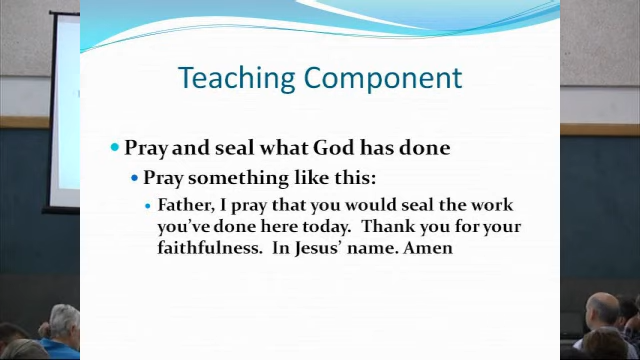 Teaching Component
Pray and seal what God has done
Pray something like this:
Father, I pray that you would seal the work
you've done here today.  Thank you for your
faithfulness.  In Jesus' name. Amen